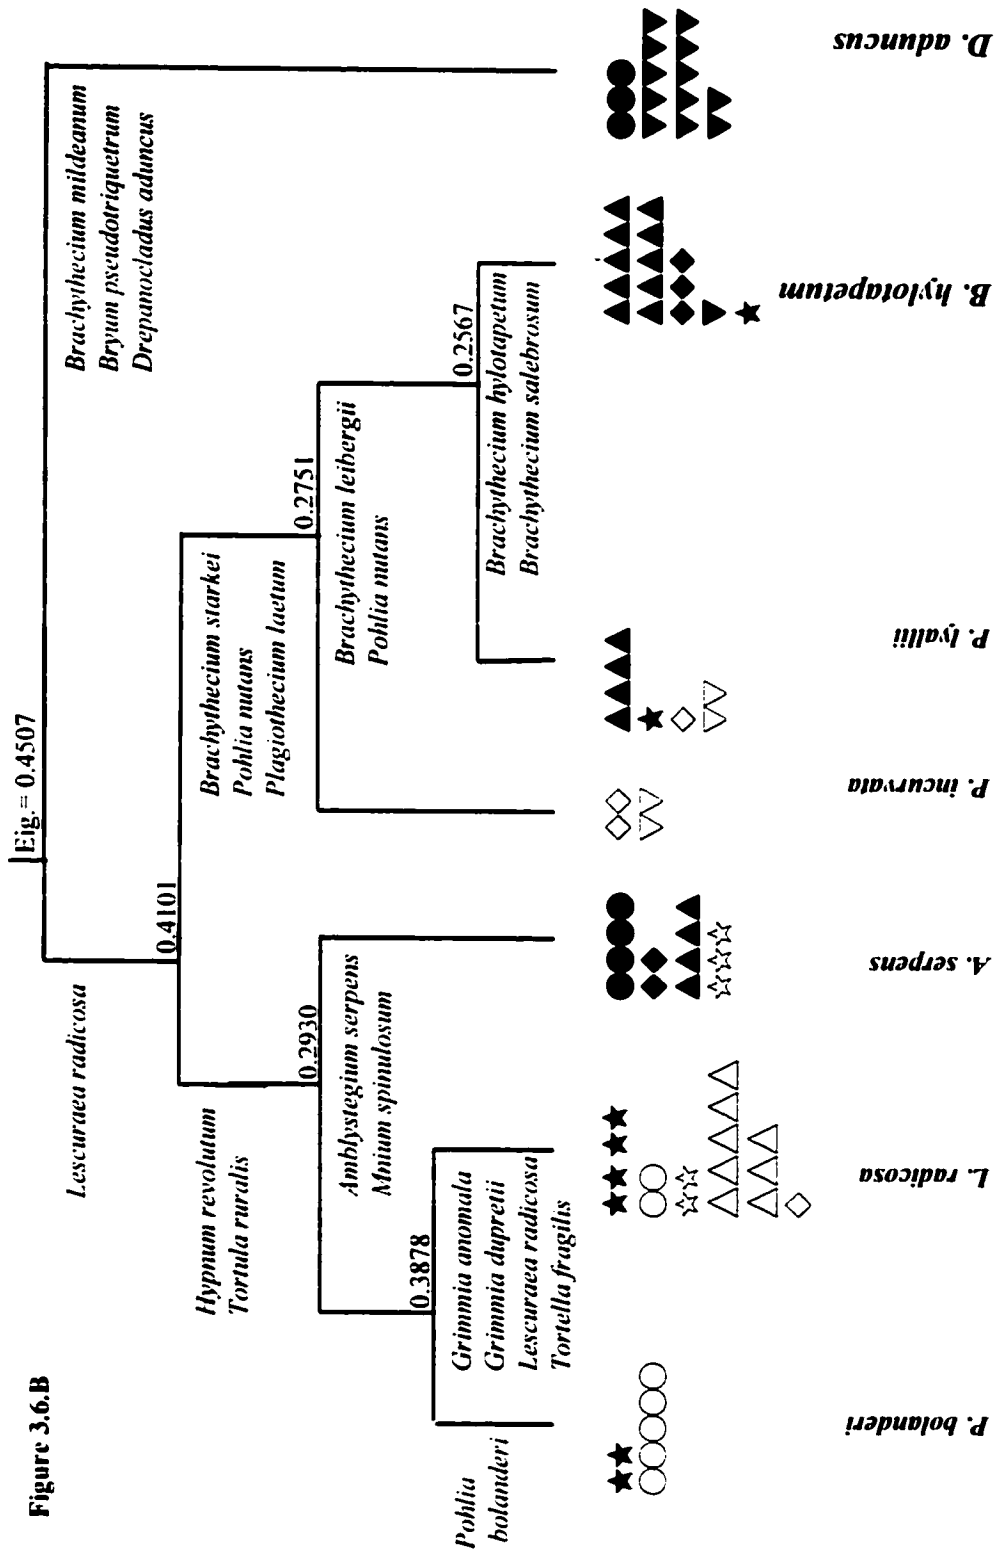 Figure 3.6.B
Eig.= 0.4507
Lescuraea radicosa
Brachythecium mildeanum
Bryum pseudotriquetrum
Drepanocladus aduncus
0.4101
Hypnum revolutum
Tortula ruralis
Brachythecium starkei
Pohlia nutans
Plagiothecium laetum
0.2930
0.2751
Amblystegium serpens
Mnium spinulosum
Brachythecium leibergii
Pohlia nutans
0.3878
0.2567
Pohlia
bolanderi
Grimmia anomala
Grimmia dupretii
Lescuraea radicosa
Tortella fragilis
Brachythecium hylotapetum
Brachythecium salebrosum
P. bolanderi
L. radicosa
A. serpens
P. incurvata
P. lyallii
B. hylotapetum
D. aduncus